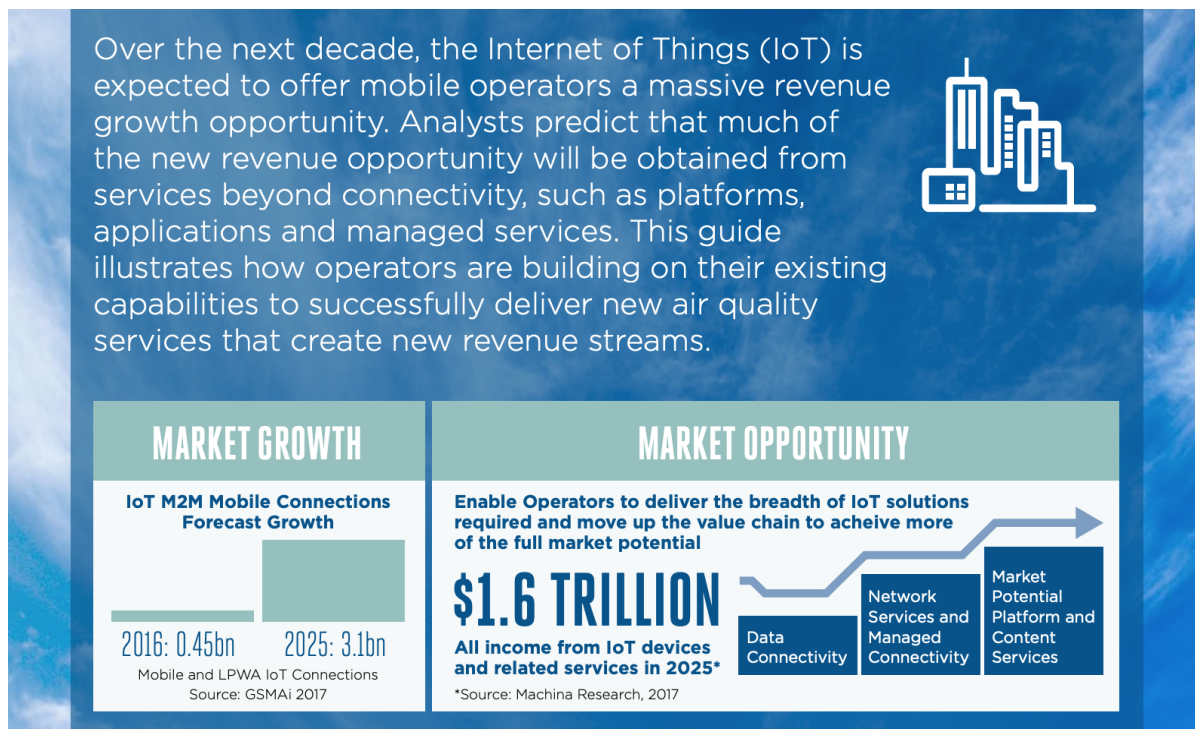 Over the next decade, the Internet of Things (IoT) is
expected to offer mobile operators a massive revenue
growth opportunity. Analysts predict that much of
the new revenue opportunity will be obtained from
services beyond connectivity, such as platforms,
applications and managed services. This guide
illustrates how operators are building on their existing
capabilities to successfully deliver new air quality
services that create new revenue streams.
MARKET GROWTH
IoT M2M Mobile Connections
Forecast Growth
2016: 0.45bn
2025: 3.1bn
Mobile and LPWA IoT Connections
Source: GSMAi 2017
MARKET OPPORTUNITY
Enable Operators to deliver the breadth of IoT solutions
required and move up the value chain to acheive more
of the full market potential
$1.6 TRILLION
All income from IoT devices
and related services in 2025*
*Source: Machina Research, 2017
Data
Connectivity
Network
Services and
Managed
Connectivity
Market
Potential
Platform and
Content
Services